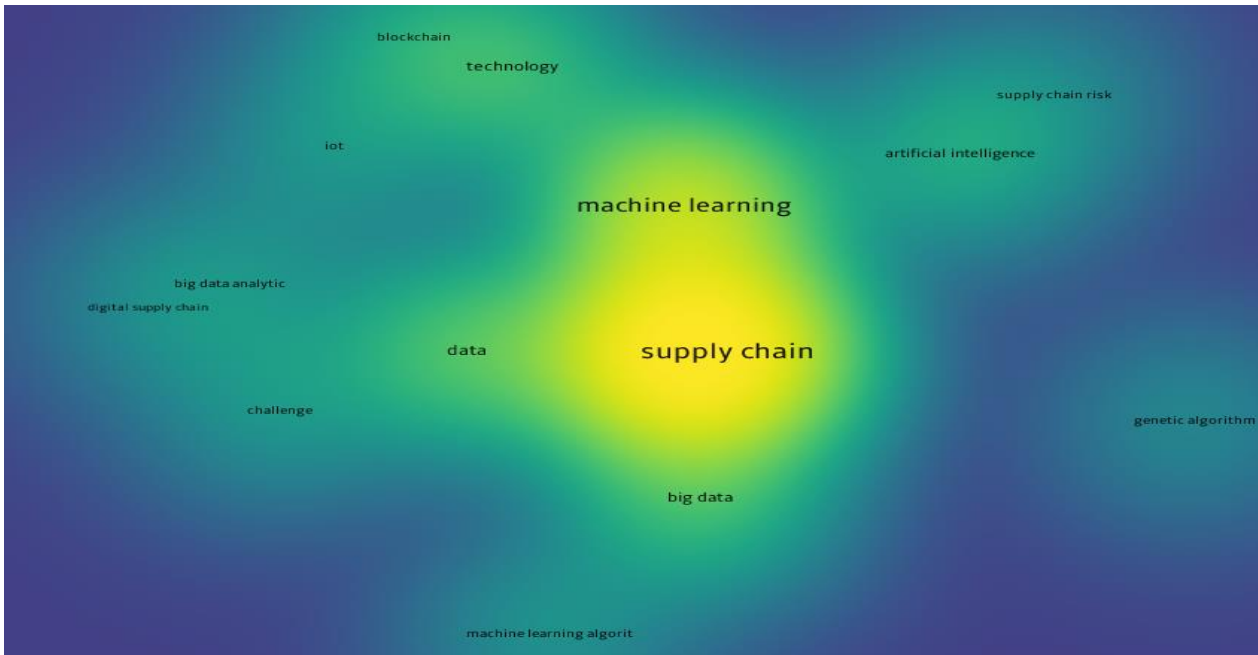 blockchain
technology
supply chain risk
iot
artificial intelligence
machine learning
big data analytic
digital supply chain
data
supply chain
challenge
genetic algorithm
big data
machine learning algorit